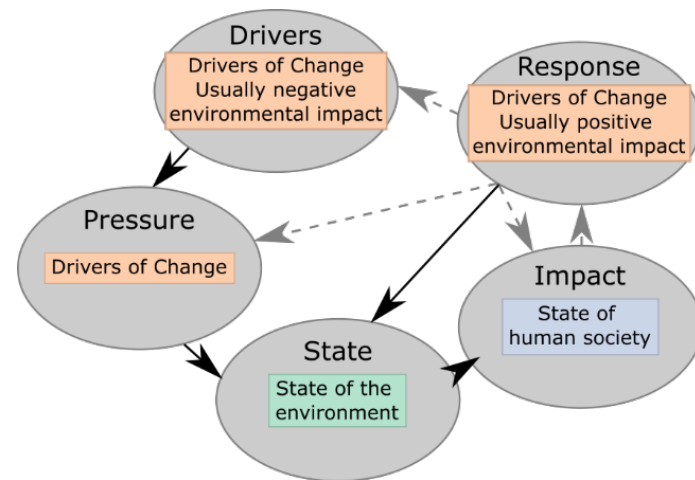 Drivers
Drivers of Change
Usually negative
environmental impact
Response
Drivers of Change
Usually positive
environmental impact
Pressure
Drivers of Change
Impact
State of
human society
State
State of the
environment